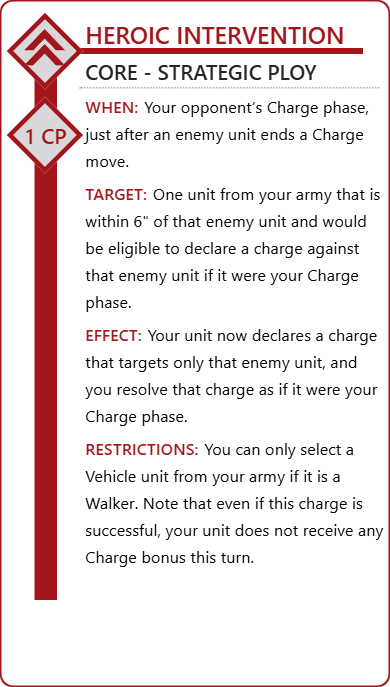 HEROIC INTERVENTION
CORE - STRATEGIC PLOY
1 CP
WHEN: Your opponent’s Charge phase,
just after an enemy unit ends a Charge
move.
TARGET: One unit from your army that is
within 6" of that enemy unit and would
be eligible to declare a charge against
that enemy unit if it were your Charge
phase.
EFFECT: Your unit now declares a charge
that targets only that enemy unit, and
you resolve that charge as if it were your
Charge phase.
RESTRICTIONS: You can only select a
Vehicle unit from your army if it is a
Walker. Note that even if this charge is
successful, your unit does not receive any
Charge bonus this turn.